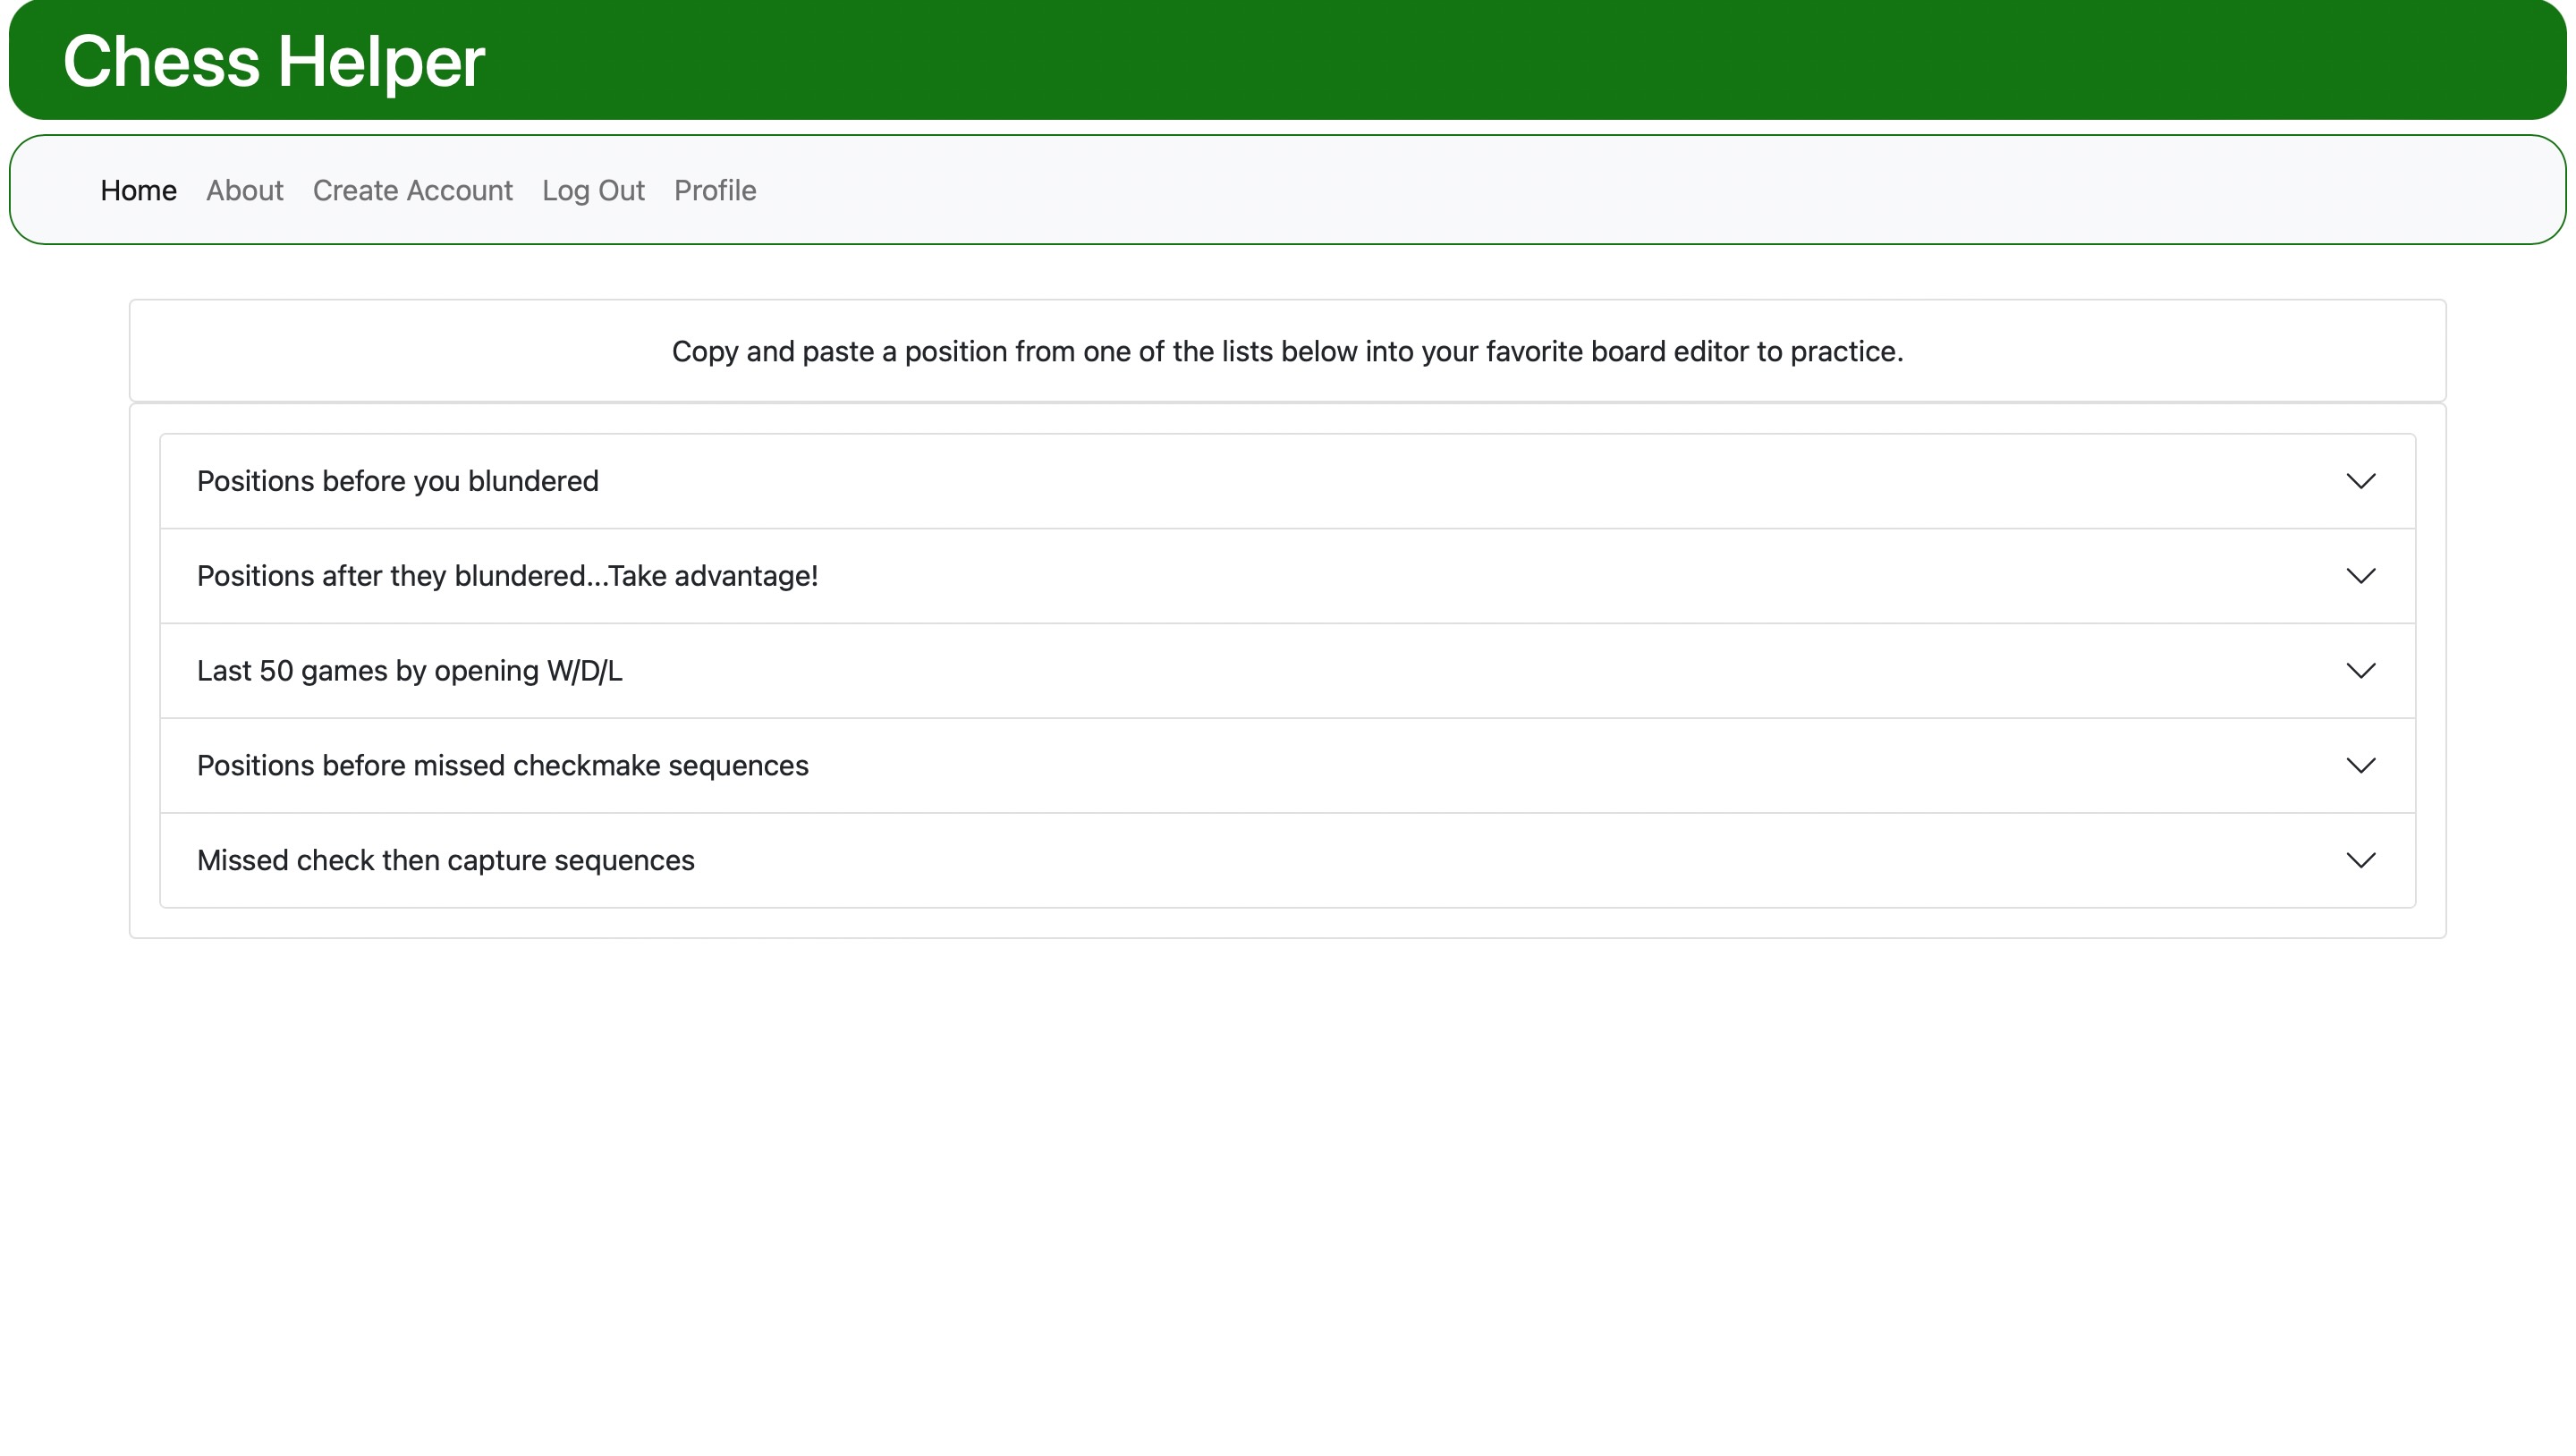 Chess Helper
Home About Create Account Log Out Profile
Copy and paste a position from one of the lists below into your favorite board editor to practice.
Positions before you blundered
Positions after they blundered...Take advantage!
Last 50 games by opening W/D/L
Positions before missed checkmake sequences
Missed check then capture sequences